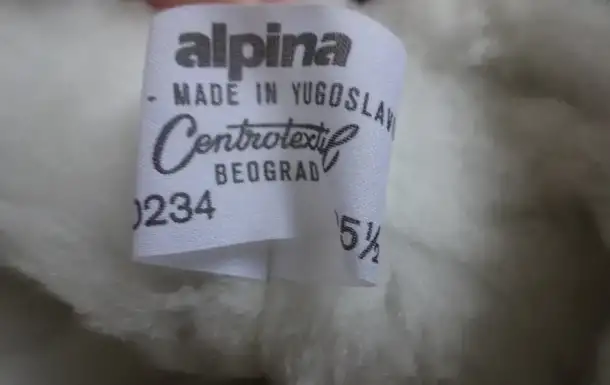 alpina
- MADE IN YUGOSLAV
Centrotextil
BEOGRAD
0234 5½